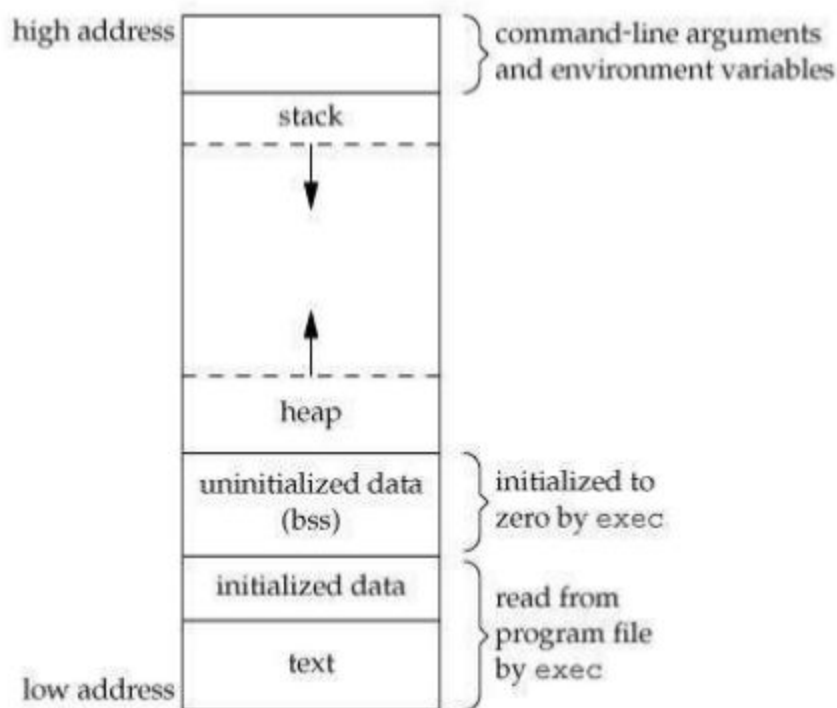 high address
command-line arguments
and environment variables
stack
heap
uninitialized data
(bss)
initialized to
zero by exec
initialized data
read from
program file
by exec
text
low address